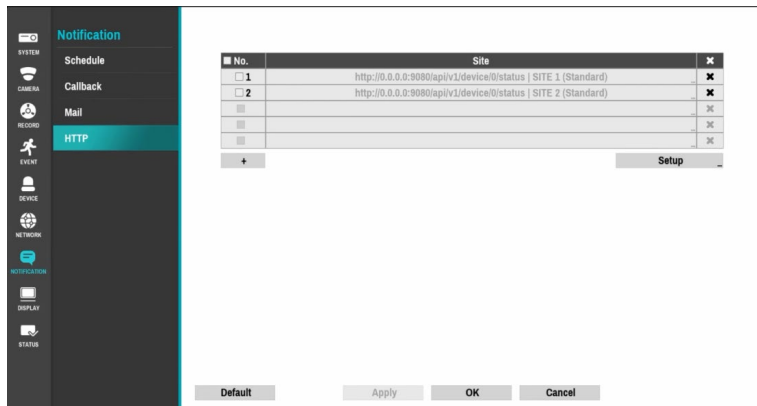 SYSTEM
CAMERA
RECORD
EVENT
DEVICE
NETWORK
NOTIFICATION
DISPLAY
STATUS
Notification
Schedule
Callback
Mail
HTTP
No. Site
1 http://0.0.0.0:9080/api/v1/device/0/status | SITE 1 (Standard)
2 http://0.0.0.0:9080/api/v1/device/0/status | SITE 2 (Standard)
+ Setup
Default Apply OK Cancel